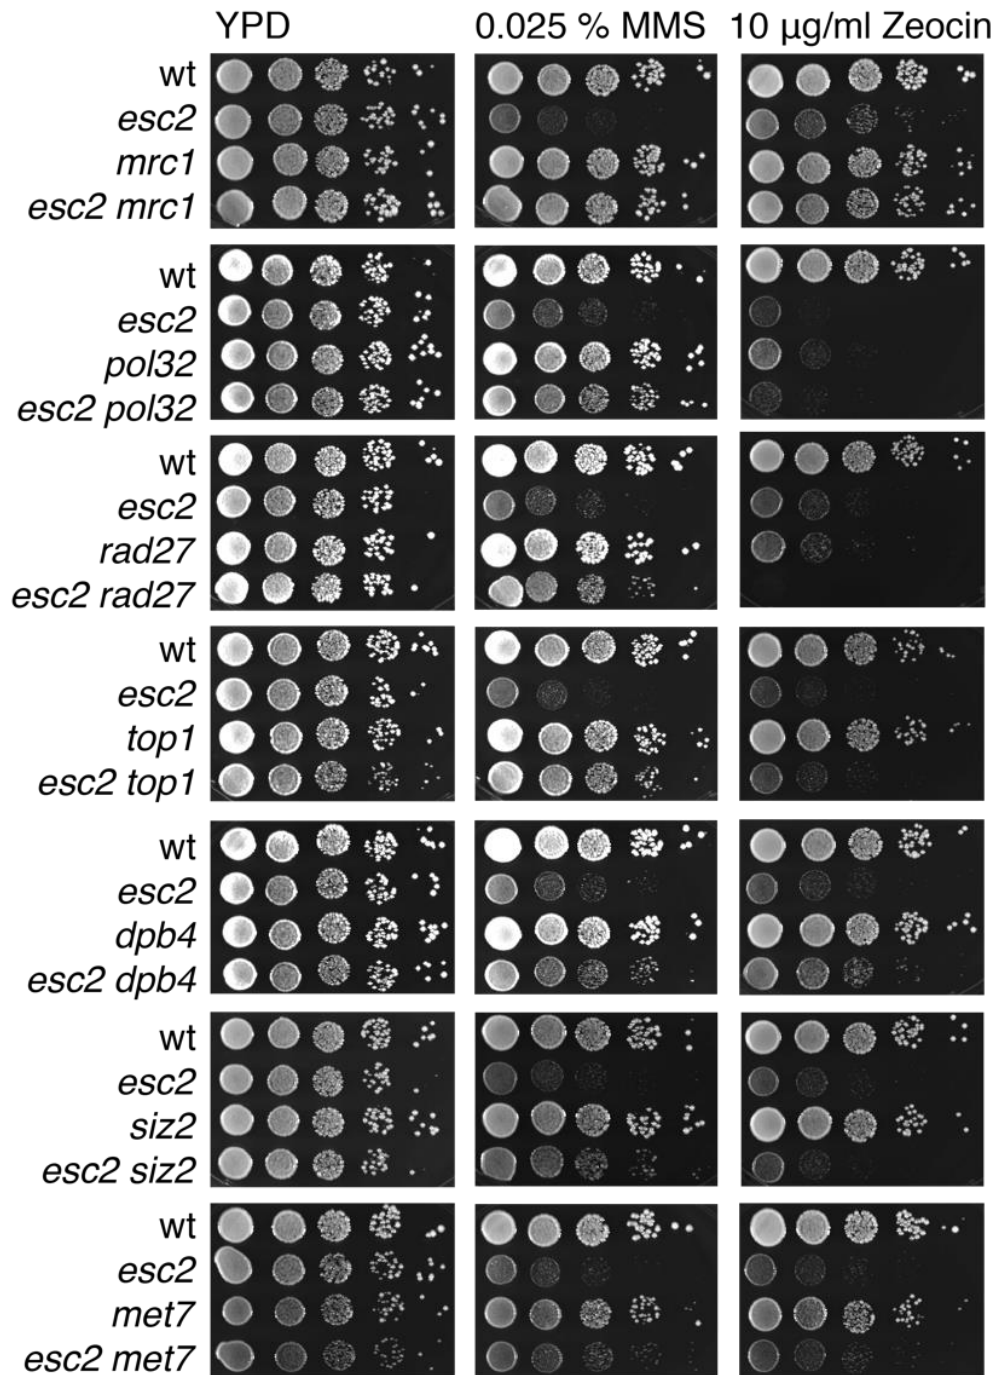 YPD 0.025 % MMS 10 µg/ml Zeocin
wt
esc2
mrc1
esc2 mrc1
wt
esc2
pol32
esc2 pol32
wt
esc2
rad27
esc2 rad27
wt
esc2
top1
esc2 top1
wt
esc2
dpb4
esc2 dpb4
wt
esc2
siz2
esc2 siz2
wt
esc2
met7
esc2 met7